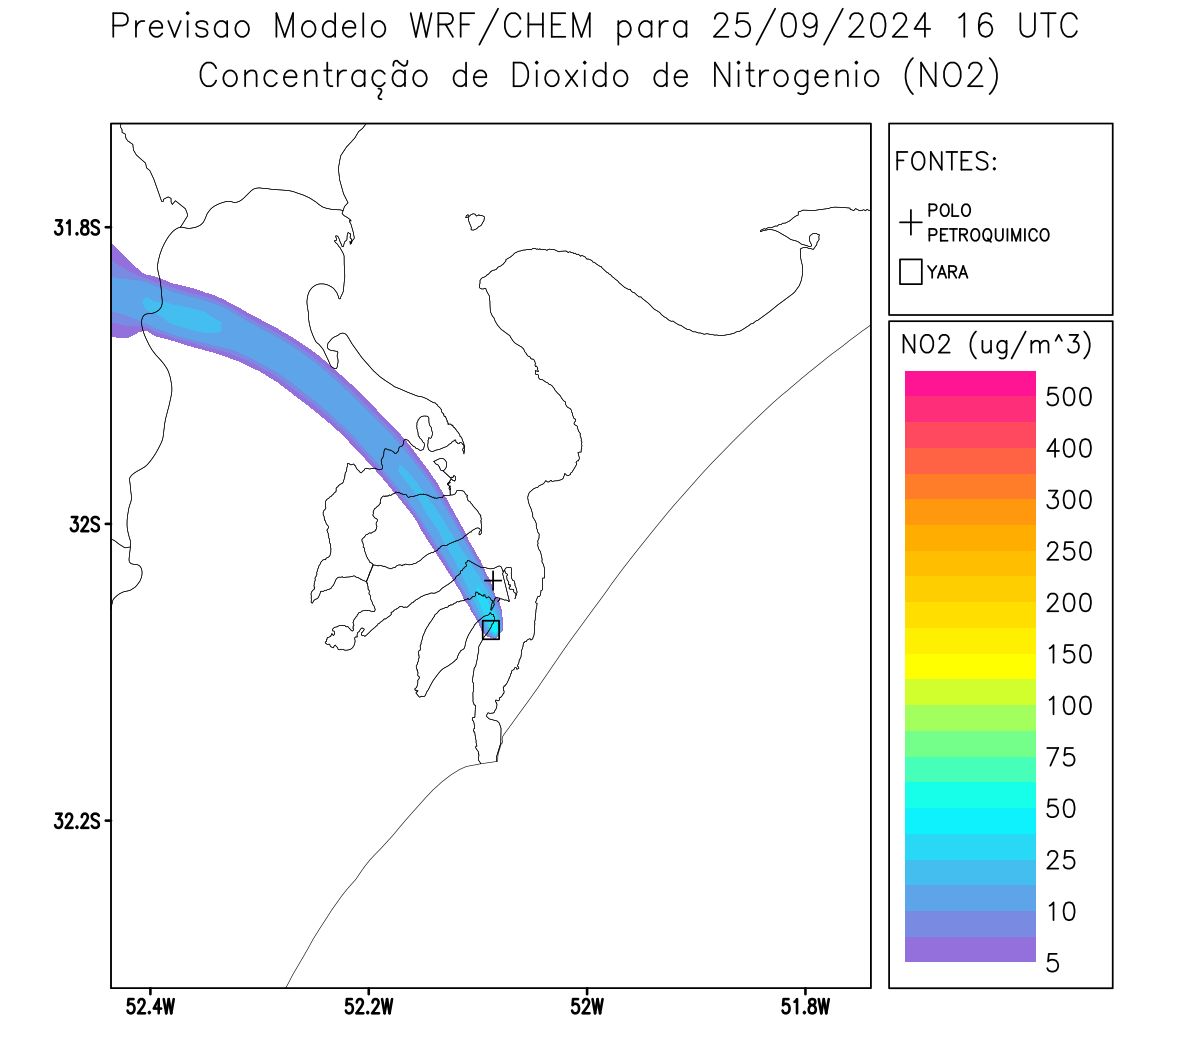 Previsao Modelo WRF/CHEM para 25/09/2024 16 UTC
Concentração de Dioxido de Nitrogenio (NO2)
FONTES:
POLO
PETROQUIMICO
YARA
NO2 (ug/m^3)
500
400
300
250
200
150
100
75
50
25
10
5
31.8S
32S
32.2S
52.4W
52.2W
52W
51.8W